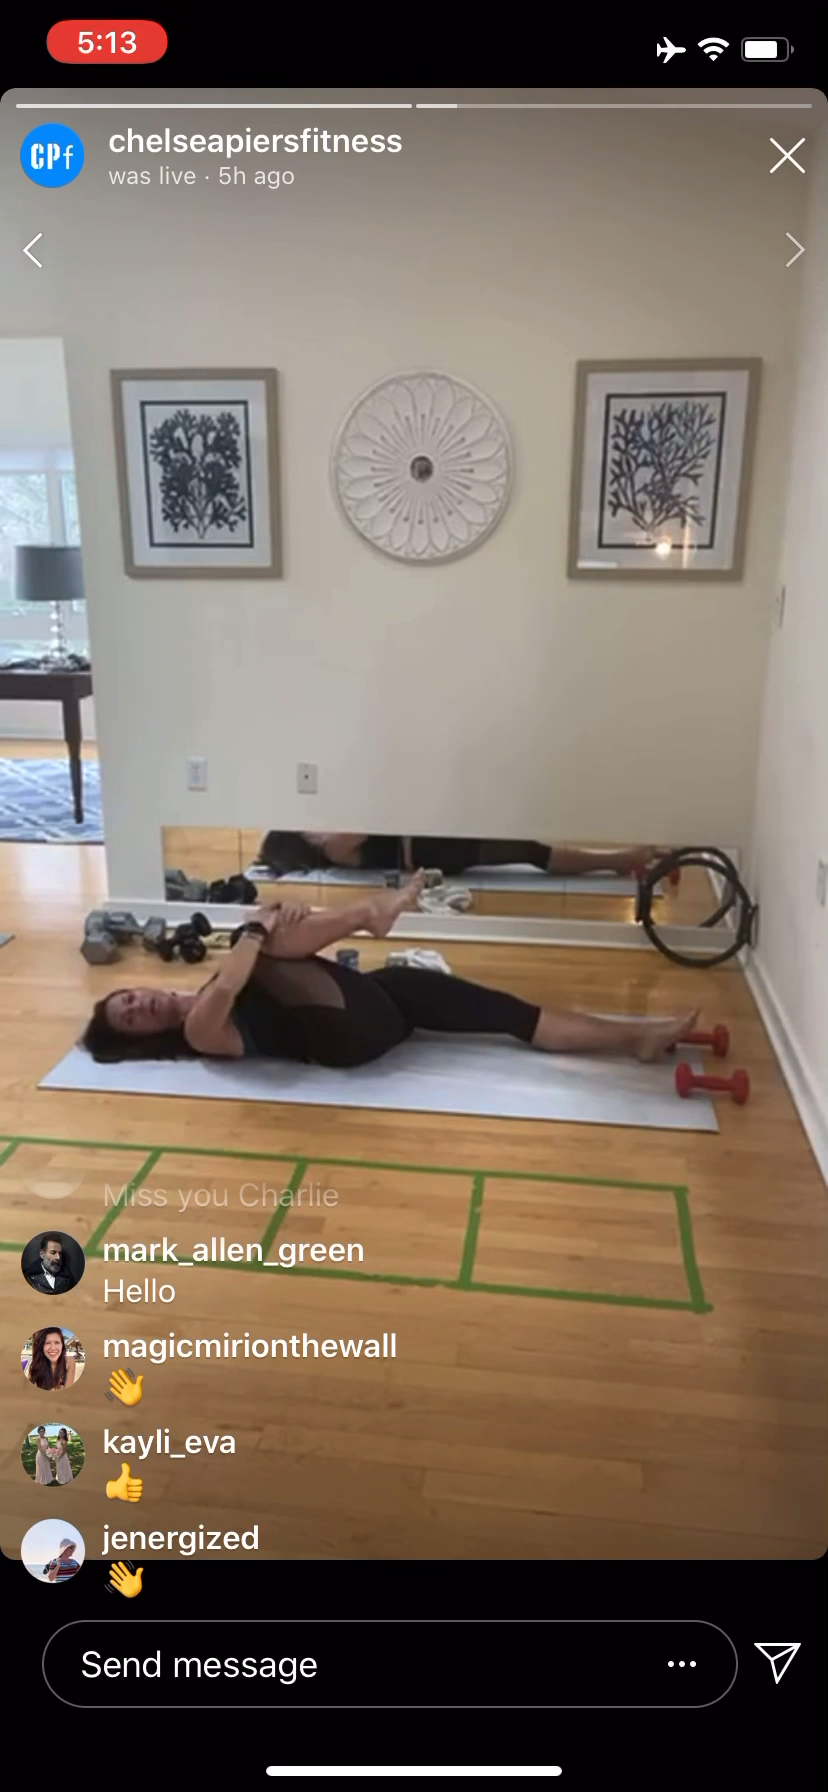 5:13
CPf
chelseapiersfitness
was live · 5h ago
Miss you Charlie
mark_allen_green
Hello
magicmirionthewall
👋
kayli_eva
👍
jenergized
👋
Send message